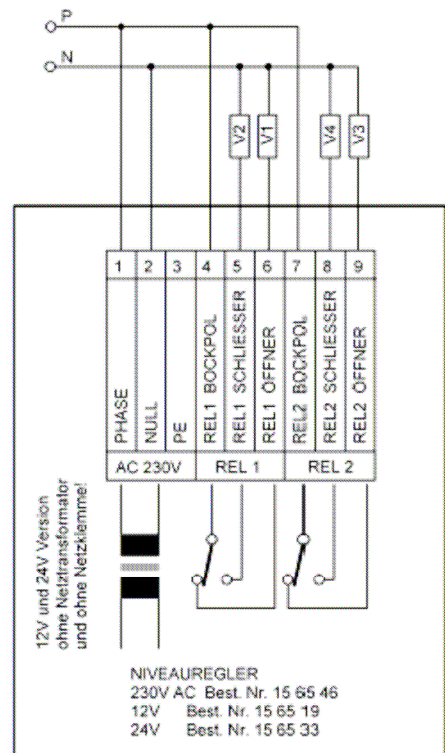 P
N
V2
V1
V4
V3
1 2 3 4 5 6 7 8 9
PHASE
NULL
PE
REL1 BOCKPOL
REL1 SCHLIESSER
REL1 ÖFFNER
REL2 BOCKPOL
REL2 SCHLIESSER
REL2 ÖFFNER
AC 230V REL 1 REL 2
12V und 24V Version
ohne Netztransformator
und ohne Netzklemme!
NIVEAUREGLER
230V AC Best. Nr. 15 65 46
12V Best. Nr. 15 65 19
24V Best. Nr. 15 65 33